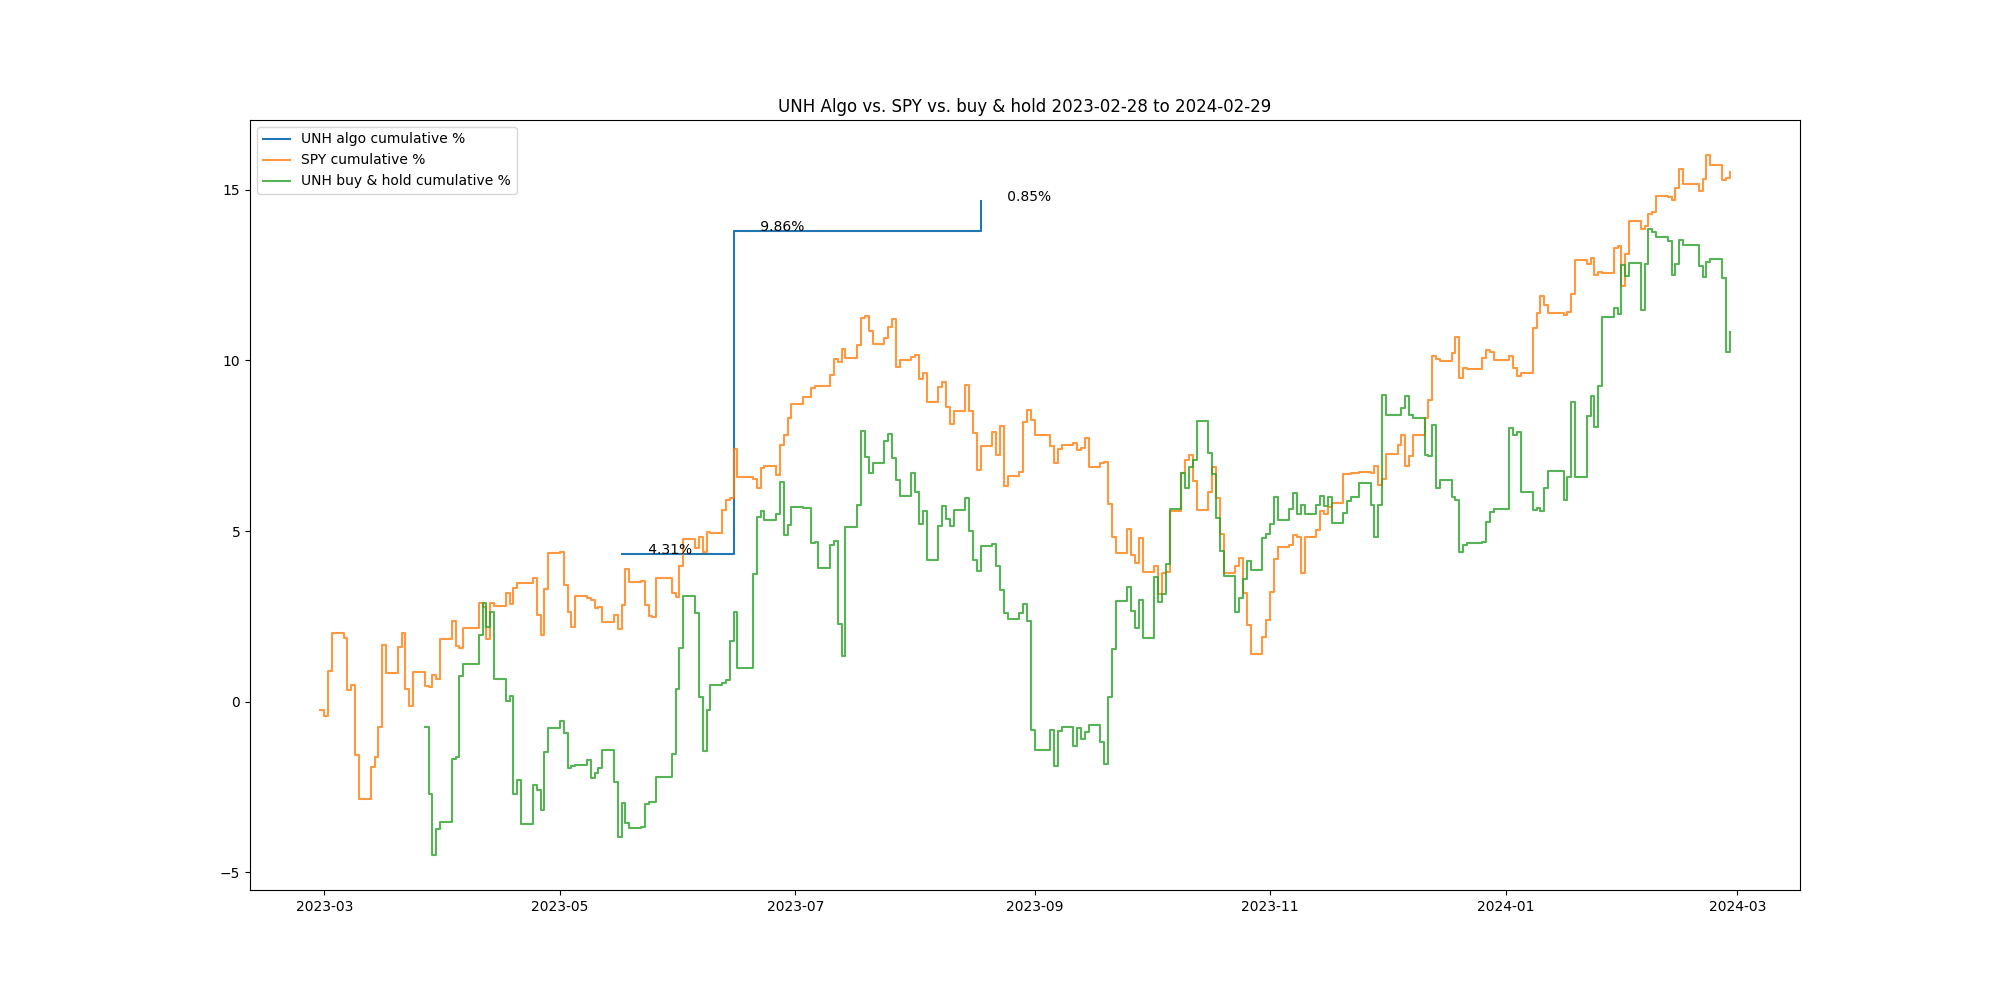 UNH Algo vs. SPY vs. buy & hold 2023-02-28 to 2024-02-29
UNH algo cumulative %
SPY cumulative %
UNH buy & hold cumulative %
15
10
5
0
−5
0.85%
9.86%
4.31%
2023-03 2023-05 2023-07 2023-09 2023-11 2024-01 2024-03